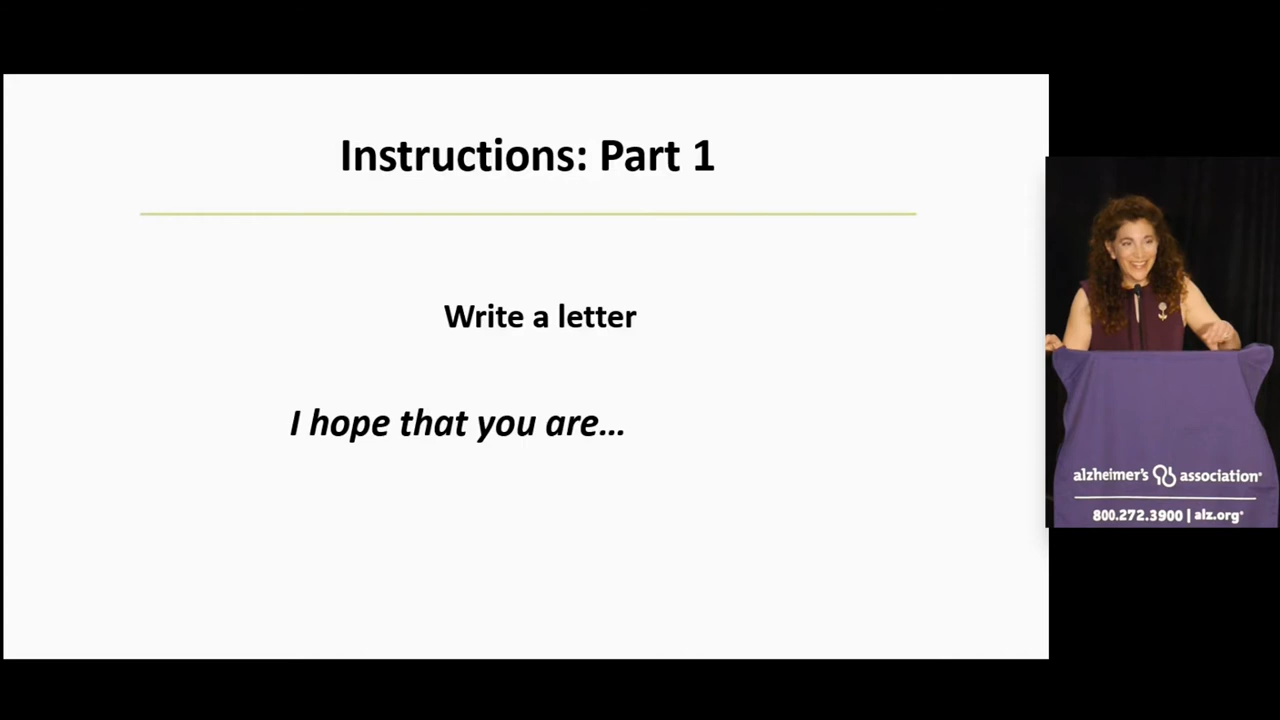 Instructions: Part 1
Write a letter
I hope that you are...
alzheimer's association®
800.272.3900 | alz.org®